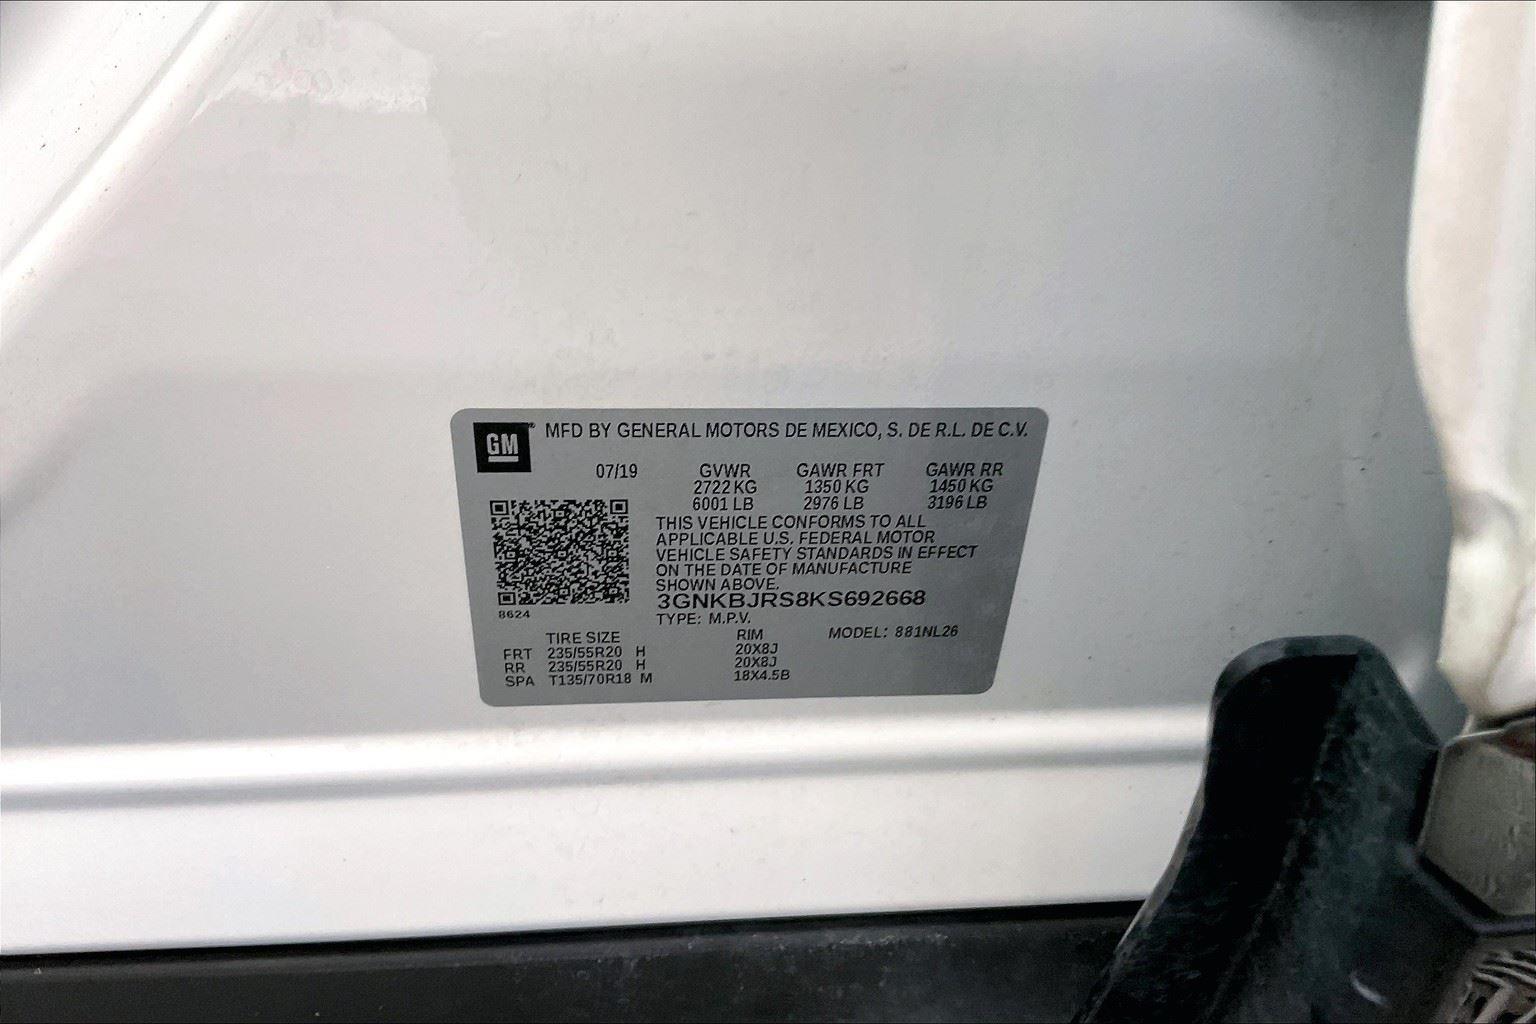 GM® MFD BY GENERAL MOTORS DE MEXICO, S. DE R.L. DE C.V.
07/19 GVWR GAWR FRT GAWR RR
2722 KG 1350 KG 1450 KG
6001 LB 2976 LB 3196 LB
THIS VEHICLE CONFORMS TO ALL
APPLICABLE U.S. FEDERAL MOTOR
VEHICLE SAFETY STANDARDS IN EFFECT
ON THE DATE OF MANUFACTURE
SHOWN ABOVE.
3GNKBJRS8KS692668
8624
TYPE: M.P.V.
TIRE SIZE RIM MODEL: 881NL26
FRT 235/55R20 H 20X8J
RR 235/55R20 H 20X8J
SPA T135/70R18 M 18X4.5B